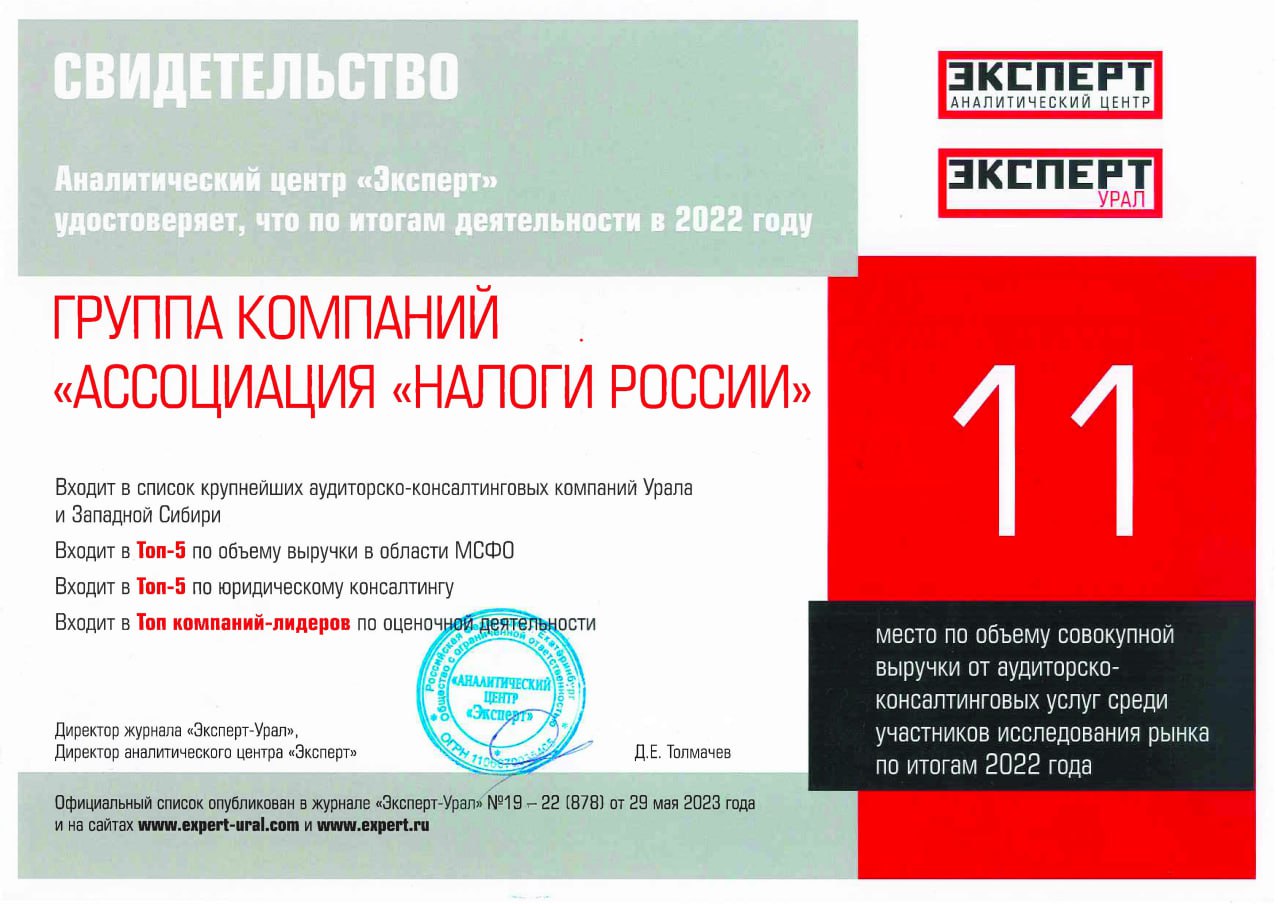 СВИДЕТЕЛЬСТВО
Аналитический центр «Эксперт»
удостоверяет, что по итогам деятельности в 2022 году
ЭКСПЕРТ
АНАЛИТИЧЕСКИЙ ЦЕНТР
ЭКСПЕРТ
УРАЛ
ГРУППА КОМПАНИЙ
«АССОЦИАЦИЯ «НАЛОГИ РОССИИ»
11
Входит в список крупнейших аудиторско-консалтинговых компаний Урала
и Западной Сибири
Входит в Топ-5 по объему выручки в области МСФО
Входит в Топ-5 по юридическому консалтингу
Входит в Топ компаний-лидеров по оценочной деятельности
место по объему совокупной
выручки от аудиторско-
консалтинговых услуг среди
участников исследования рынка
по итогам 2022 года
Российская Екатеринбург
Общество с ограниченной ответственностью
«АНАЛИТИЧЕСКИЙ
ЦЕНТР
«Эксперт»
ОГРН
Директор журнала «Эксперт-Урал»,
Директор аналитического центра «Эксперт»
Д.Е. Толмачев
Официальный список опубликован в журнале «Эксперт-Урал» №19 – 22 (878) от 29 мая 2023 года
и на сайтах www.expert-ural.com и www.expert.ru